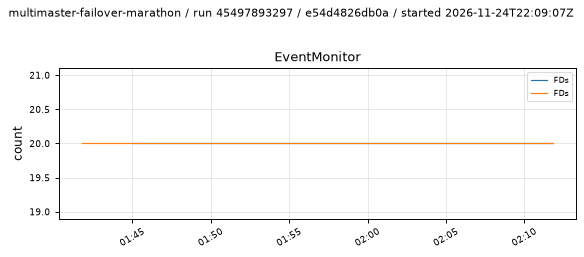 multimaster-failover-marathon / run 45497893297 / e54d4826db0a / started 2026-11-24T22:09:07Z
EventMonitor
FDs
FDs
count
21.0
20.5
20.0
19.5
19.0
01:45
01:50
01:55
02:00
02:05
02:10